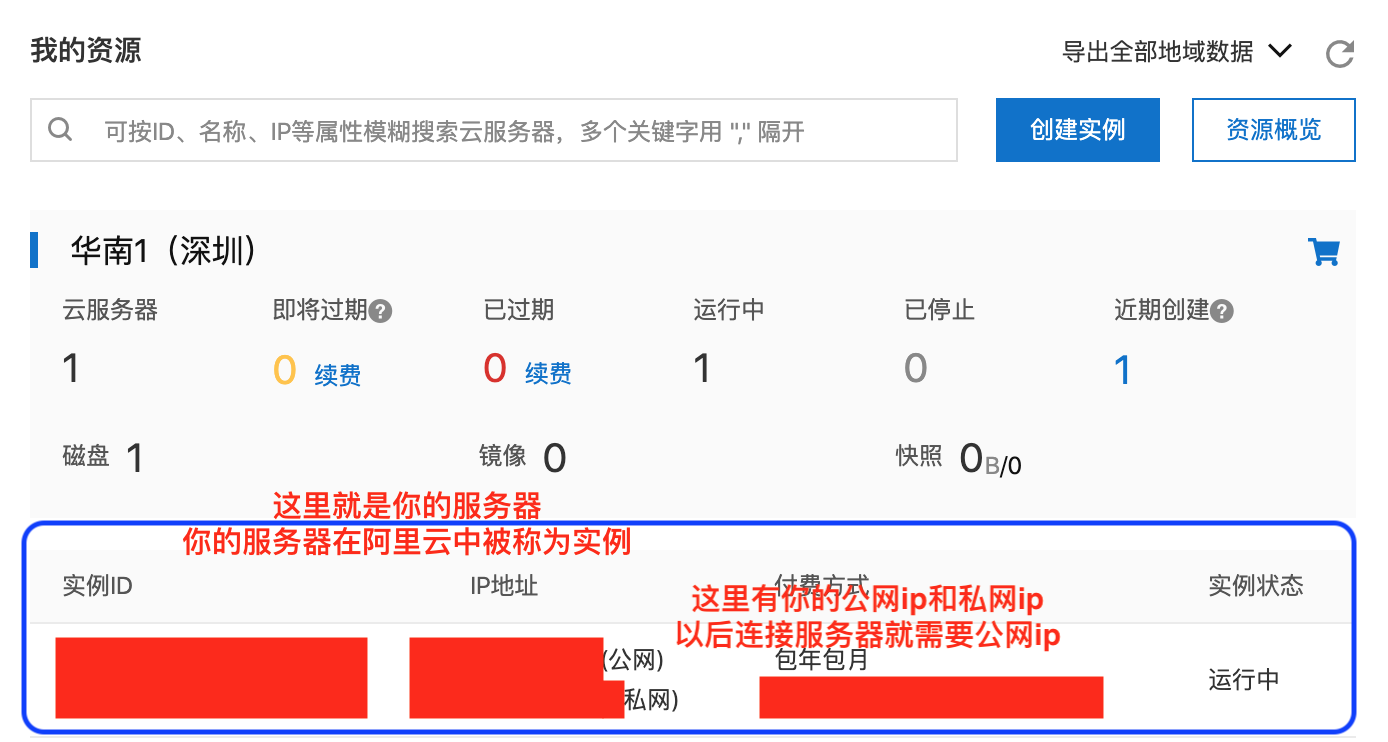 我的资源
导出全部地域数据
可按ID、名称、IP等属性模糊搜索云服务器，多个关键字用 "," 隔开
创建实例
资源概览
华南1（深圳）
云服务器 即将过期? 已过期 运行中 已停止 近期创建?
1 0 续费 0 续费 1 0 1
磁盘 1 镜像 0 快照 0B/0
这里就是你的服务器
你的服务器在阿里云中被称为实例
实例ID IP地址 付费方式 实例状态
这里有你的公网ip和私网ip
以后连接服务器就需要公网ip
(公网) 包年包月
私网) 运行中